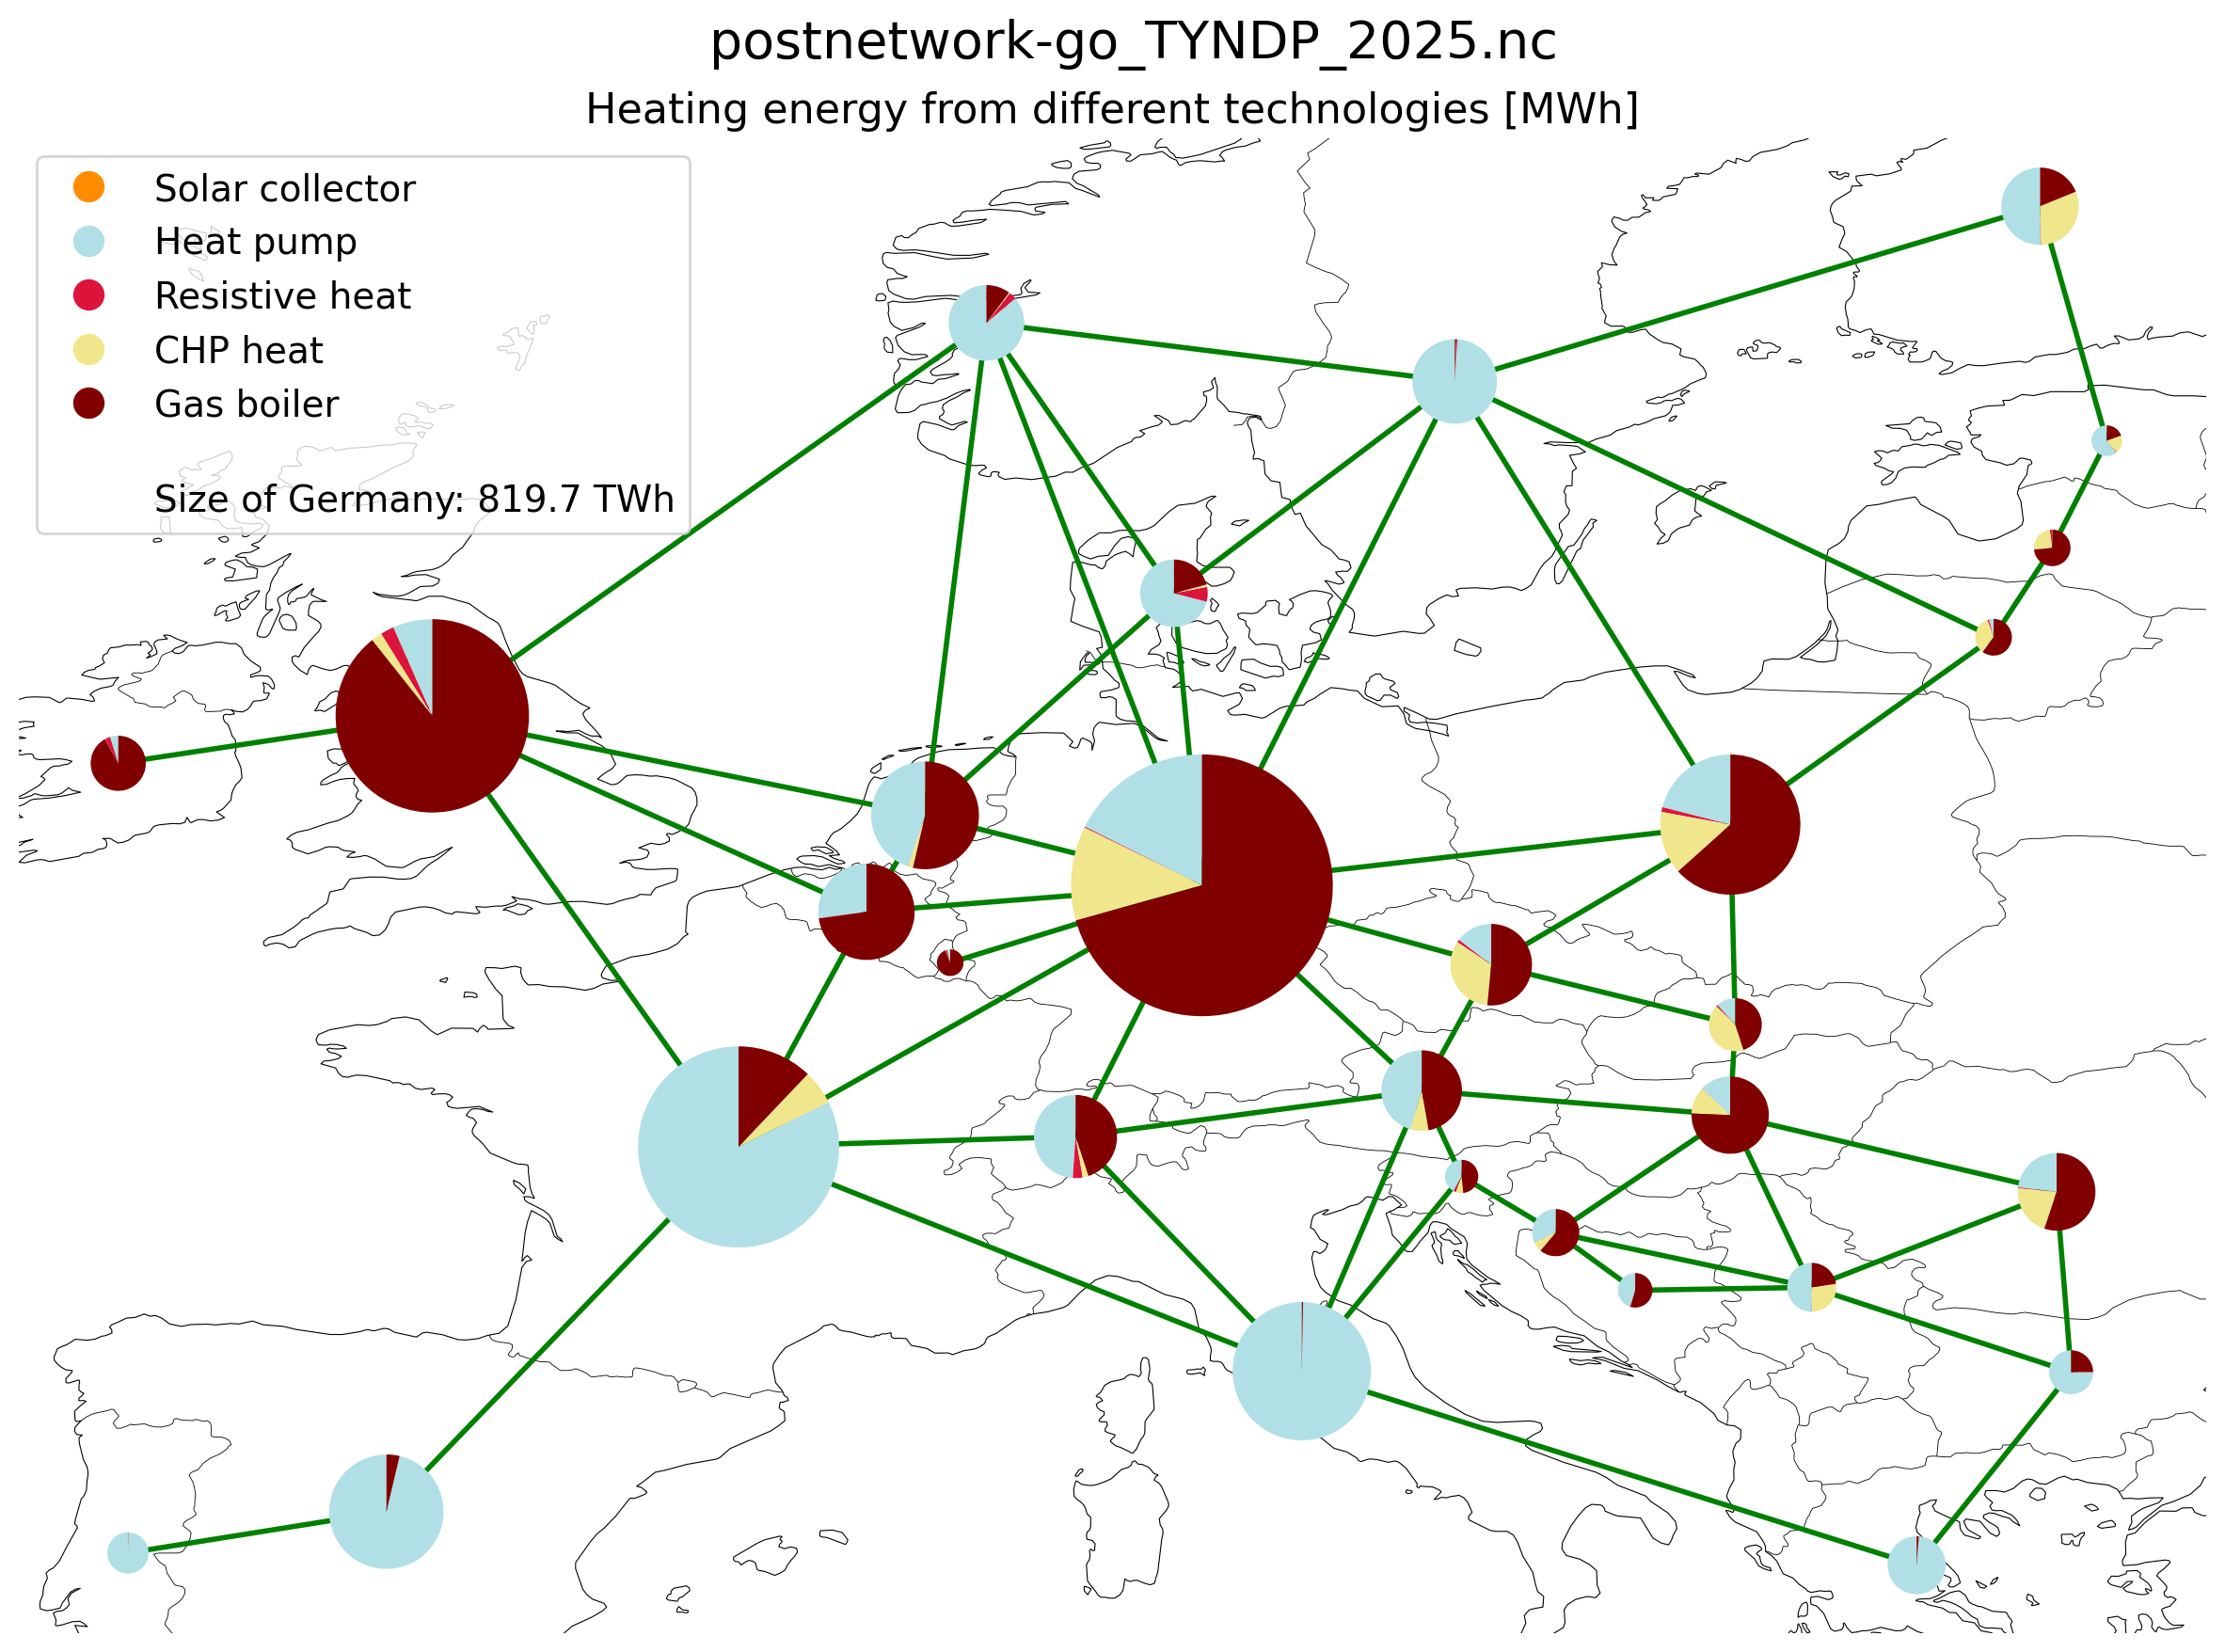 postnetwork-go_TYNDP_2025.nc
Heating energy from different technologies [MWh]
Solar collector
Heat pump
Resistive heat
CHP heat
Gas boiler
Size of Germany: 819.7 TWh